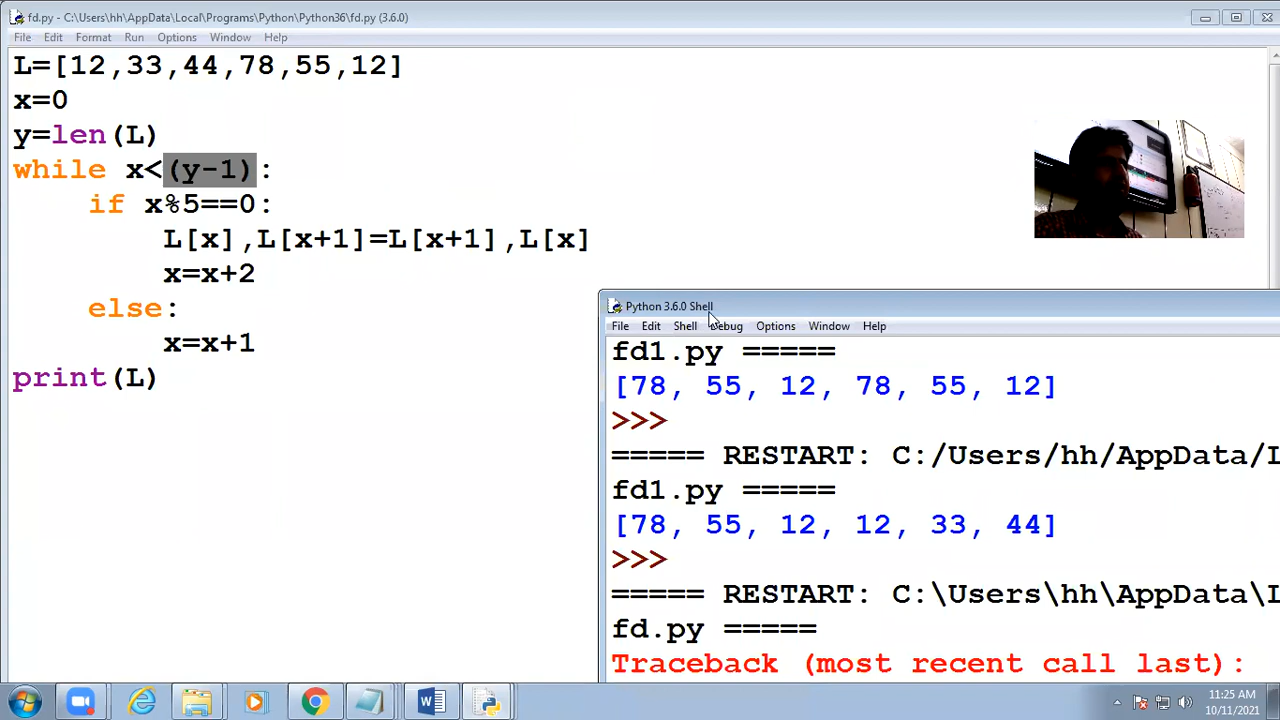 fd.py - C:\Users\hh\AppData\Local\Programs\Python\Python36\fd.py (3.6.0)
File Edit Format Run Options Window Help
L=[12,33,44,78,55,12]
x=0
y=len(L)
while x<(y-1):
if x%5==0:
L[x],L[x+1]=L[x+1],L[x]
x=x+2
else:
x=x+1
print(L)
Python 3.6.0 Shell
File Edit Shell Debug Options Window Help
fd1.py =====
[78, 55, 12, 78, 55, 12]
>>>
===== RESTART: C:/Users/hh/AppData/L
fd1.py =====
[78, 55, 12, 12, 33, 44]
>>>
===== RESTART: C:\Users\hh\AppData\L
fd.py =====
Traceback (most recent call last):
11:25 AM
10/11/2021